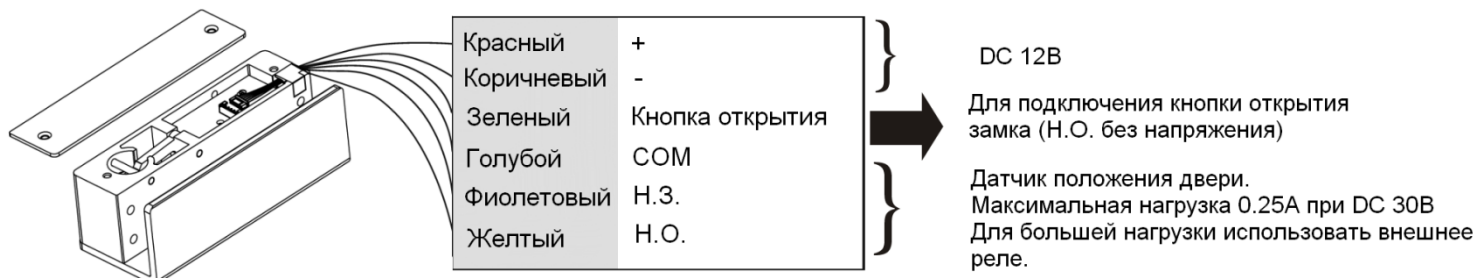 Красный +
Коричневый -
Зеленый Кнопка открытия
Голубой COM
Фиолетовый Н.З.
Желтый Н.О.
DC 12В
Для подключения кнопки открытия
замка (Н.О. без напряжения)
Датчик положения двери.
Максимальная нагрузка 0.25А при DC 30В
Для большей нагрузки использовать внешнее
реле.